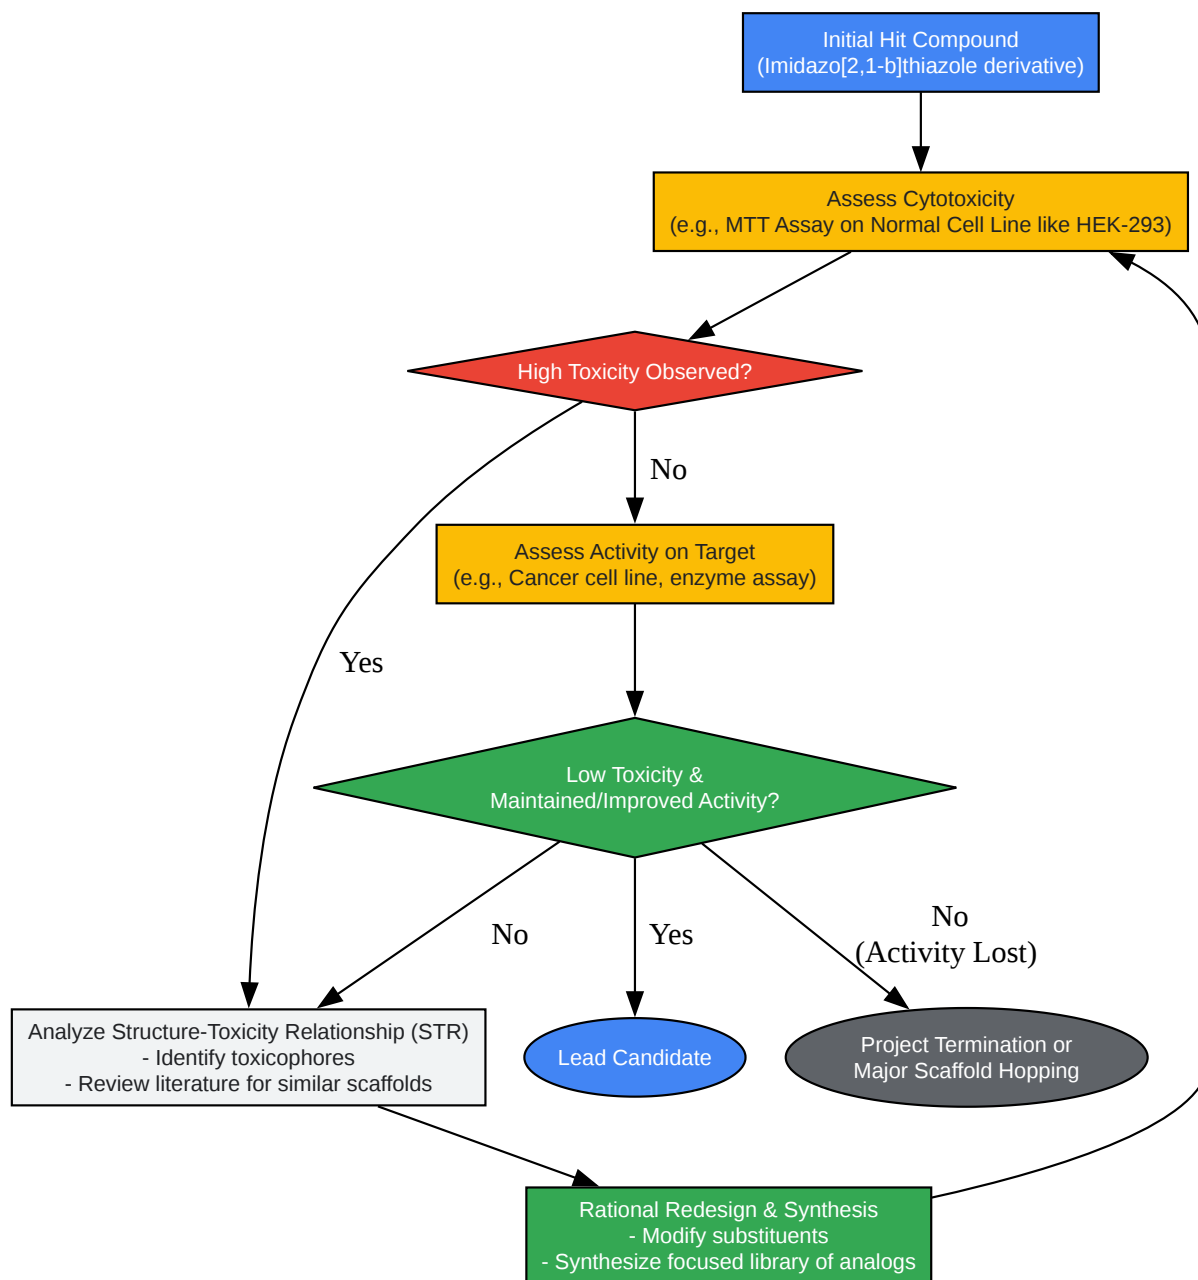 Initial Hit Compound
(Imidazo[2,1-b]thiazole derivative)
Assess Cytotoxicity
(e.g., MTT Assay on Normal Cell Line like HEK-293)
High Toxicity Observed?
No
Assess Activity on Target
(e.g., Cancer cell line, enzyme assay)
Yes
Low Toxicity &
Maintained/Improved Activity?
No
Yes
No
(Activity Lost)
Analyze Structure-Toxicity Relationship (STR)
- Identify toxicophores
- Review literature for similar scaffolds
Lead Candidate
Project Termination or
Major Scaffold Hopping
Rational Redesign & Synthesis
- Modify substituents
- Synthesize focused library of analogs